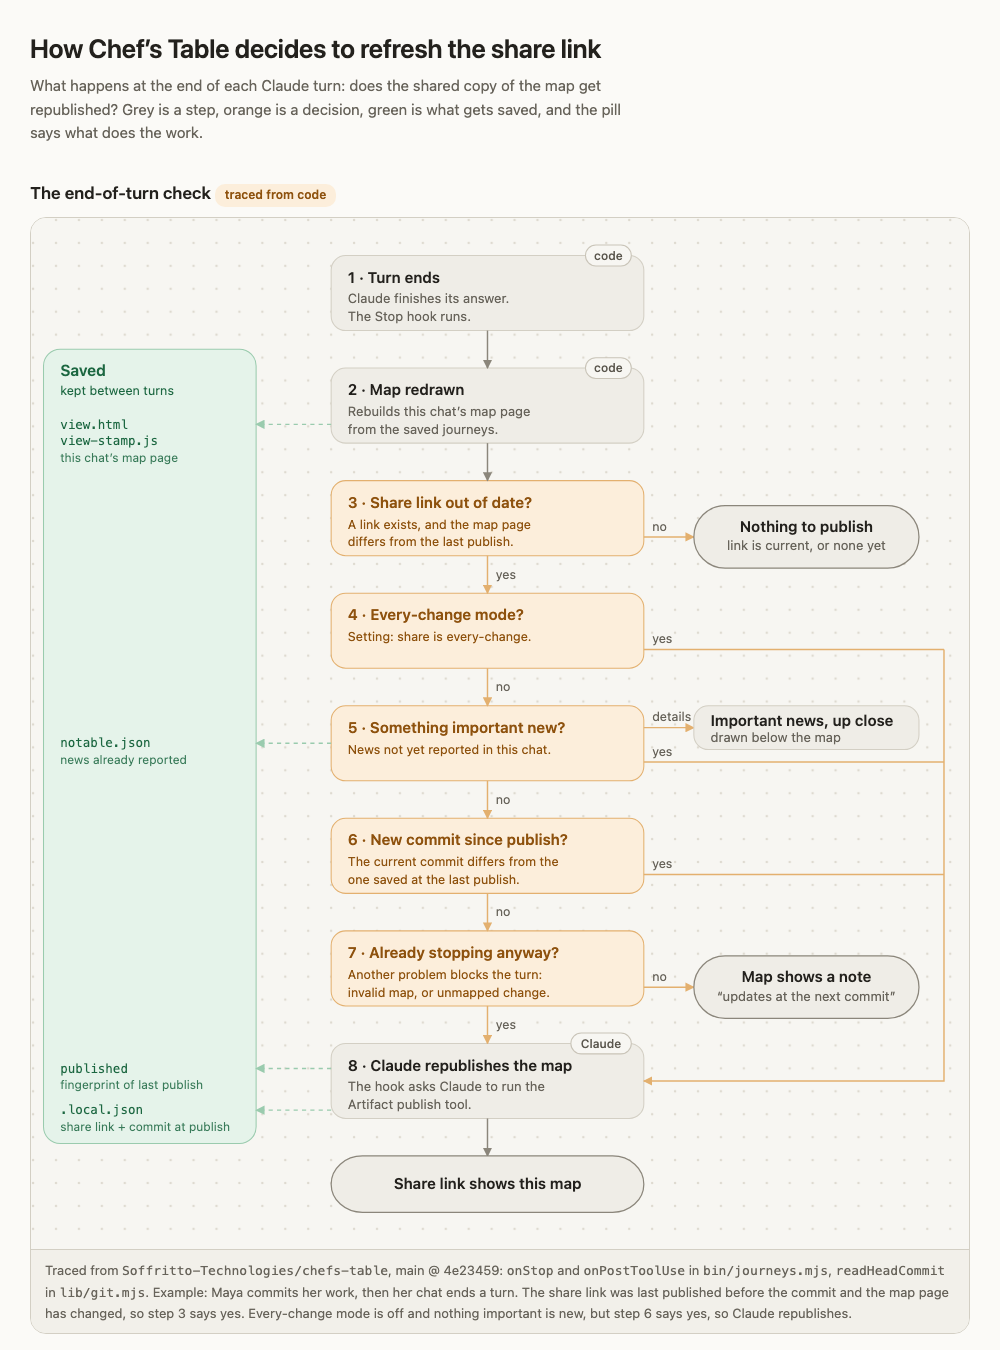 How Chef’s Table decides to refresh the share link
What happens at the end of each Claude turn: does the shared copy of the map get
republished? Grey is a step, orange is a decision, green is what gets saved, and the pill
says what does the work.
The end-of-turn check traced from code
code
1 · Turn ends
Claude finishes its answer.
The Stop hook runs.
code
2 · Map redrawn
Rebuilds this chat’s map page
from the saved journeys.
Saved
kept between turns
view.html
view-stamp.js
this chat’s map page
3 · Share link out of date?
A link exists, and the map page
differs from the last publish.
no
Nothing to publish
link is current, or none yet
yes
4 · Every-change mode?
Setting: share is every-change.
yes
no
5 · Something important new?
News not yet reported in this chat.
details
Important news, up close
drawn below the map
yes
notable.json
news already reported
no
6 · New commit since publish?
The current commit differs from the
one saved at the last publish.
yes
no
7 · Already stopping anyway?
Another problem blocks the turn:
invalid map, or unmapped change.
no
Map shows a note
“updates at the next commit”
yes
Claude
8 · Claude republishes the map
The hook asks Claude to run the
Artifact publish tool.
published
fingerprint of last publish
.local.json
share link + commit at publish
Share link shows this map
Traced from Soffritto-Technologies/chefs-table, main @ 4e23459: onStop and onPostToolUse in bin/journeys.mjs, readHeadCommit
in lib/git.mjs. Example: Maya commits her work, then her chat ends a turn. The share link was last published before the commit and the map page
has changed, so step 3 says yes. Every-change mode is off and nothing important is new, but step 6 says yes, so Claude republishes.